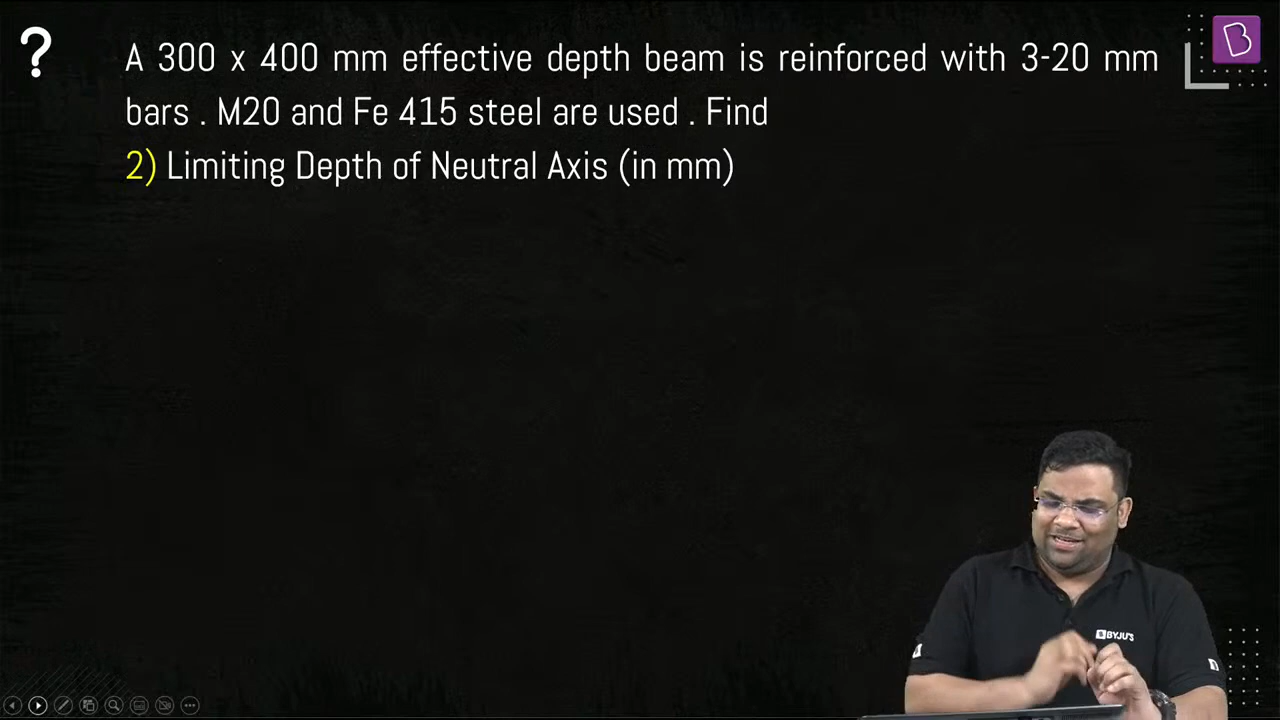 ?
A 300 x 400 mm effective depth beam is reinforced with 3-20 mm
bars . M20 and Fe 415 steel are used . Find
2) Limiting Depth of Neutral Axis (in mm)
BYJU'S